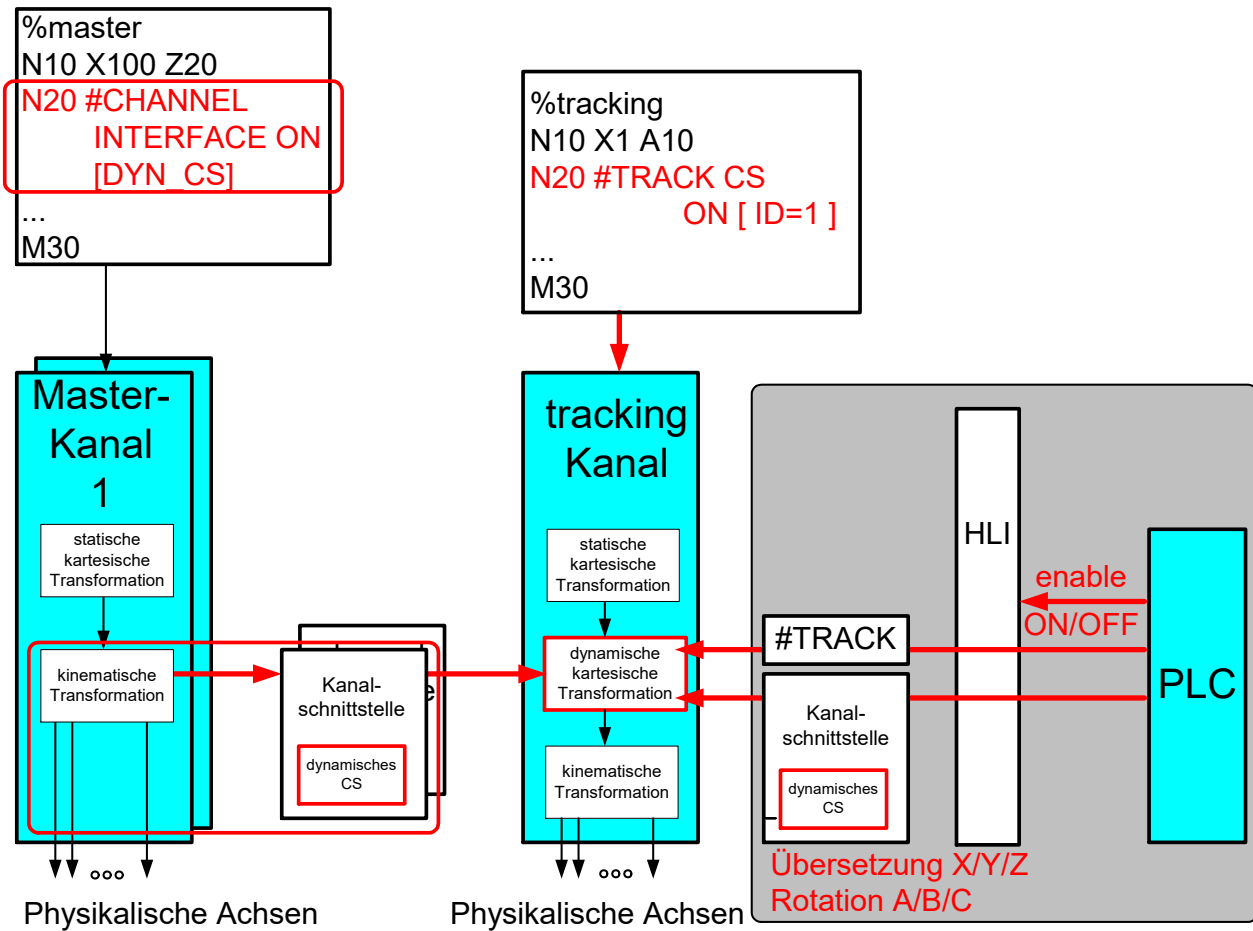 %master
N10 X100 Z20
N20 #CHANNEL
INTERFACE ON
[DYN_CS]
...
M30
%tracking
N10 X1 A10
N20 #TRACK CS
ON [ ID=1 ]
...
M30
Master-
Kanal
1
statische
kartesische
Transformation
kinematische
Transformation
Kanal-
schnittstelle
e
dynamisches
CS
Physikalische Achsen
tracking
Kanal
statische
kartesische
Transformation
dynamische
kartesische
Transformation
kinematische
Transformation
Physikalische Achsen
HLI
enable
ON/OFF
#TRACK
PLC
Kanal-
schnittstelle
dynamisches
CS
Übersetzung X/Y/Z
Rotation A/B/C